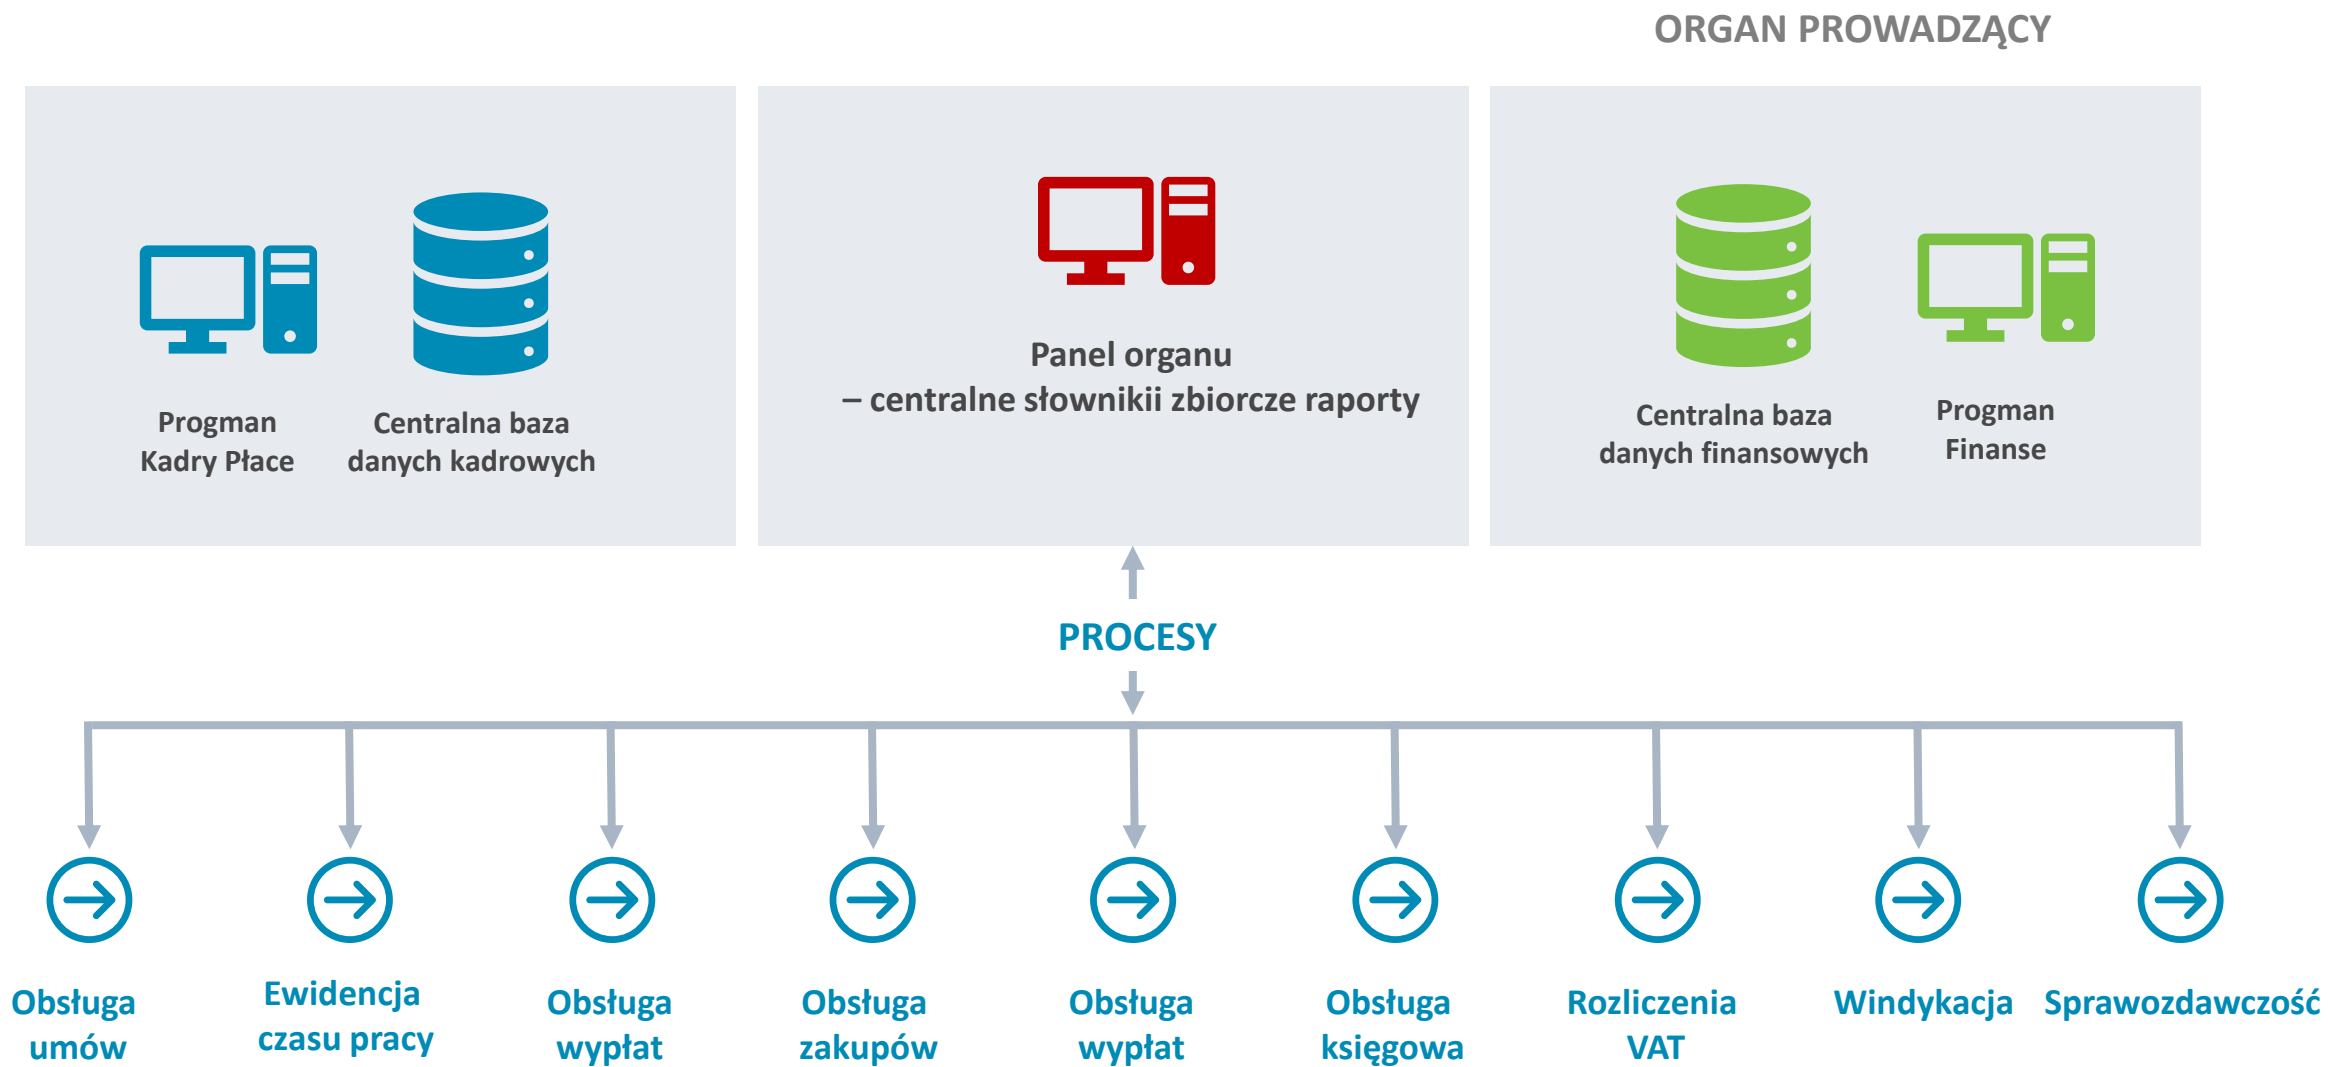 ORGAN PROWADZĄCY
Progman
Kadry Płace
Centralna baza
danych kadrowych
Panel organu
– centralne słownikii zbiorcze raporty
Centralna baza
danych finansowych
Progman
Finanse
PROCESY
Obsługa
umów
Ewidencja
czasu pracy
Obsługa
wypłat
Obsługa
zakupów
Obsługa
wypłat
Obsługa
księgowa
Rozliczenia
VAT
Windykacja
Sprawozdawczość